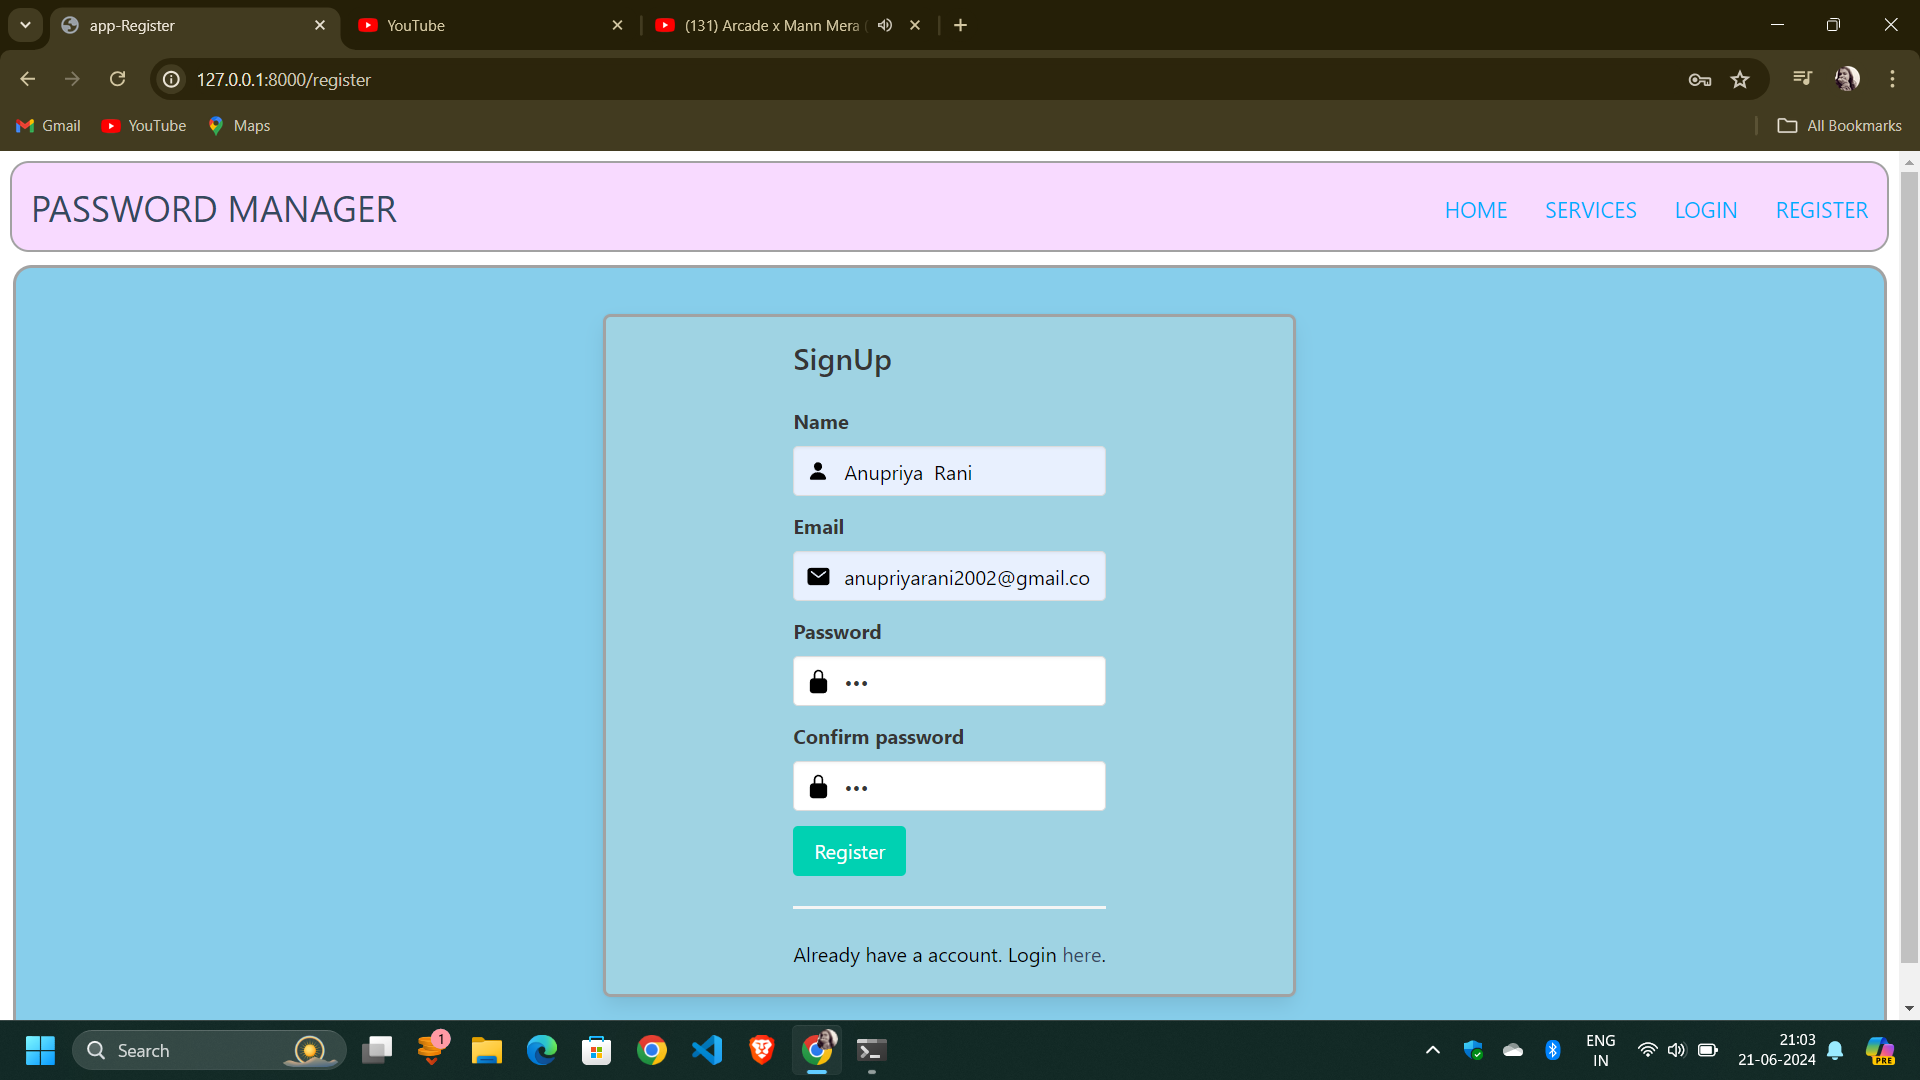 app-Register
YouTube
(131) Arcade x Mann Mera (
127.0.0.1:8000/register
Gmail
YouTube
Maps
All Bookmarks
PASSWORD MANAGER
HOME
SERVICES
LOGIN
REGISTER
SignUp
Name
Anupriya  Rani
Email
anupriyarani2002@gmail.co
Password
•••
Confirm password
•••
Register
Already have a account. Login here.
Search
1
ENG
IN
21:03
21-06-2024
PRE